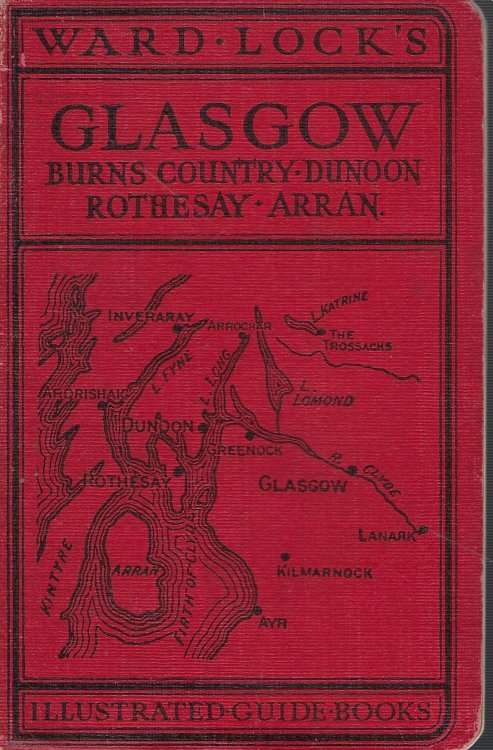 WARD · LOCK'S
GLASGOW
BURNS COUNTRY · DUNOON
ROTHESAY · ARRAN.
L. KATRINE
INVERARAY
ARROCHAR
THE
TROSSACHS
L. FYNE
L. LONG
ARDRISHAIG
L.
LOMOND
DUNOON
GREENOCK
R. CLYDE
ROTHESAY
GLASGOW
LANARK
KINTYRE
ARRAN
FIRTH OF CLYDE
KILMARNOCK
AYR
ILLUSTRATED · GUIDE · BOOKS